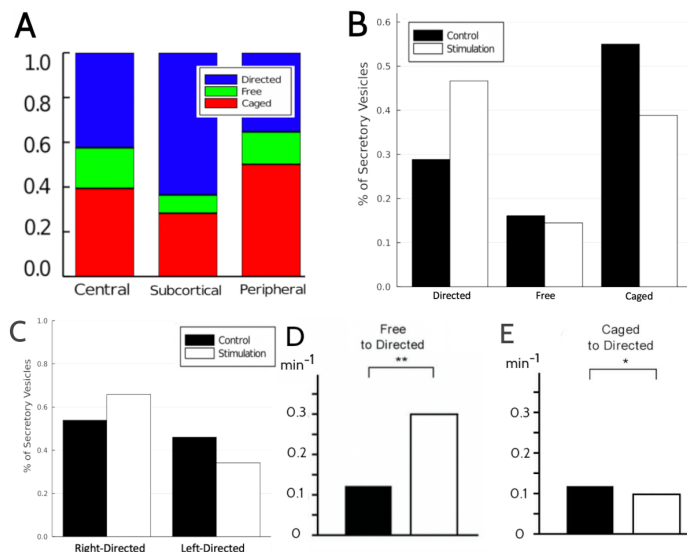 A
1.0
0.8
0.6
0.4
0.2
0.0
Directed
Free
Caged
Central
Subcortical
Peripheral
B
% of Secretory Vesicles
0.6
0.5
0.4
0.3
0.2
0.1
0.0
Control
Stimulation
Directed
Free
Caged
C
% of Secretory Vesicles
1.0
0.8
0.6
0.4
0.2
0.0
Control
Stimulation
Right-Directed
Left-Directed
D
Free
to Directed
min⁻¹
**
0.3
0.2
0.1
0
E
Caged
to Directed
min⁻¹
*
0.3
0.2
0.1
0